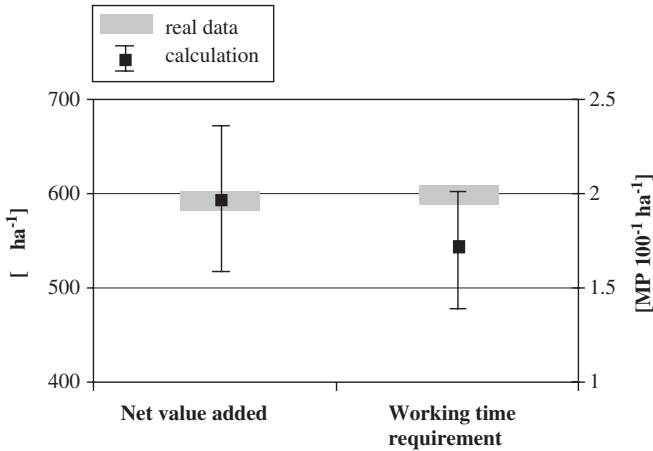 real data
calculation
700
600
500
400
2.5
2
1.5
1
[ ha-1]
[MP 100-1 ha-1]
Net value added
Working time
requirement